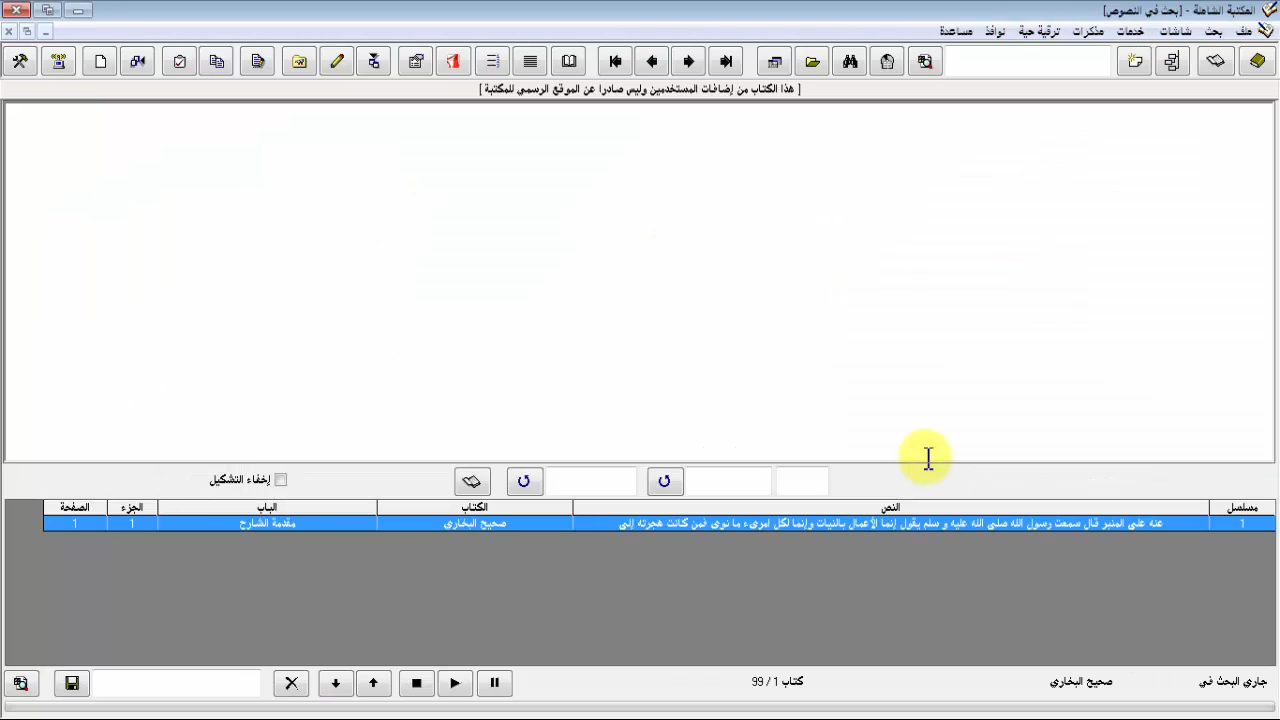 المكتبة الشاملة - [بحث في النصوص]
ملف بحث شاشات خدمات مذكرات ترقية حية نوافذ مساعدة
[ هذا الكتاب من إضافات المستخدمين وليس صادرا عن الموقع الرسمي للمكتبة ]
إخفاء التشكيل
مسلسل النص الكتاب الباب الجزء الصفحة
1 عنه على المنبر قال سمعت رسول الله صلى الله عليه و سلم يقول إنما الأعمال بالنيات وإنما لكل امرىء ما نوى فمن كانت هجرته إلى صحيح البخارى مقدمة الشارح 1 1
جاري البحث في صحيح البخاري كتاب 1 / 99